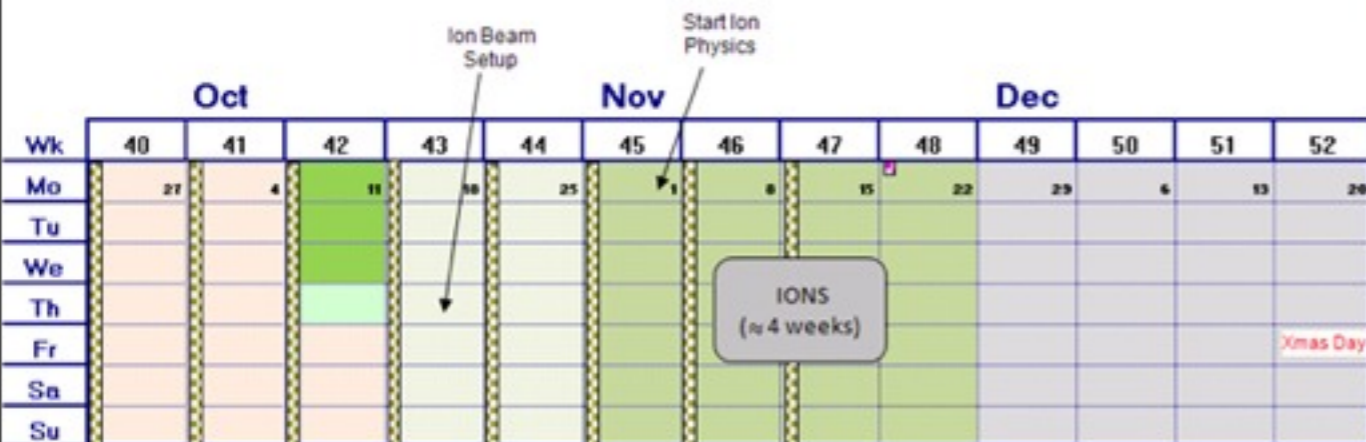 Ion Beam
Setup
Start Ion
Physics
Oct Nov Dec
Wk 40 41 42 43 44 45 46 47 48 49 50 51 52
Mo 27 4 11 18 25 1 8 15 22 29 6 13 20
Tu
We
Th
IONS
(≈ 4 weeks)
Fr
Xmas Day
Sa
Su